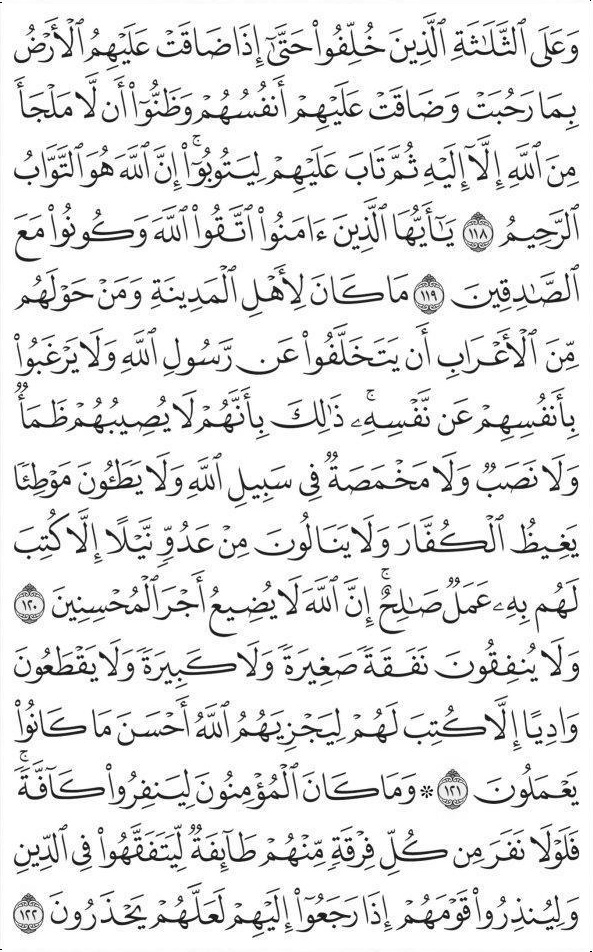 وَعَلَى ٱلثَّلَٰثَةِ ٱلَّذِينَ خُلِّفُوا۟ حَتَّىٰٓ إِذَا ضَاقَتْ عَلَيْهِمُ ٱلْأَرْضُ
بِمَا رَحُبَتْ وَضَاقَتْ عَلَيْهِمْ أَنفُسُهُمْ وَظَنُّوٓا۟ أَن لَّا مَلْجَأَ
مِنَ ٱللَّهِ إِلَّآ إِلَيْهِ ثُمَّ تَابَ عَلَيْهِمْ لِيَتُوبُوٓا۟ ۚ إِنَّ ٱللَّهَ هُوَ ٱلتَّوَّابُ
ٱلرَّحِيمُ ١١٨ يَٰٓأَيُّهَا ٱلَّذِينَ ءَامَنُوا۟ ٱتَّقُوا۟ ٱللَّهَ وَكُونُوا۟ مَعَ
ٱلصَّٰدِقِينَ ١١٩ مَا كَانَ لِأَهْلِ ٱلْمَدِينَةِ وَمَنْ حَوْلَهُم
مِّنَ ٱلْأَعْرَابِ أَن يَتَخَلَّفُوا۟ عَن رَّسُولِ ٱللَّهِ وَلَا يَرْغَبُوا۟
بِأَنفُسِهِمْ عَن نَّفْسِهِۦ ۚ ذَٰلِكَ بِأَنَّهُمْ لَا يُصِيبُهُمْ ظَمَأٌ
وَلَا نَصَبٌ وَلَا مَخْمَصَةٌ فِى سَبِيلِ ٱللَّهِ وَلَا يَطَـُٔونَ مَوْطِئًا
يَغِيظُ ٱلْكُفَّارَ وَلَا يَنَالُونَ مِنْ عَدُوٍّ نَّيْلًا إِلَّا كُتِبَ
لَهُم بِهِۦ عَمَلٌ صَٰلِحٌ ۚ إِنَّ ٱللَّهَ لَا يُضِيعُ أَجْرَ ٱلْمُحْسِنِينَ ١٢٠
وَلَا يُنفِقُونَ نَفَقَةً صَغِيرَةً وَلَا كَبِيرَةً وَلَا يَقْطَعُونَ
وَادِيًا إِلَّا كُتِبَ لَهُمْ لِيَجْزِيَهُمُ ٱللَّهُ أَحْسَنَ مَا كَانُوا۟
يَعْمَلُونَ ١٢١ * وَمَا كَانَ ٱلْمُؤْمِنُونَ لِيَنفِرُوا۟ كَآفَّةً ۚ
فَلَوْلَا نَفَرَ مِن كُلِّ فِرْقَةٍ مِّنْهُمْ طَآئِفَةٌ لِّيَتَفَقَّهُوا۟ فِى ٱلدِّينِ
وَلِيُنذِرُوا۟ قَوْمَهُمْ إِذَا رَجَعُوٓا۟ إِلَيْهِمْ لَعَلَّهُمْ يَحْذَرُونَ ١٢٢